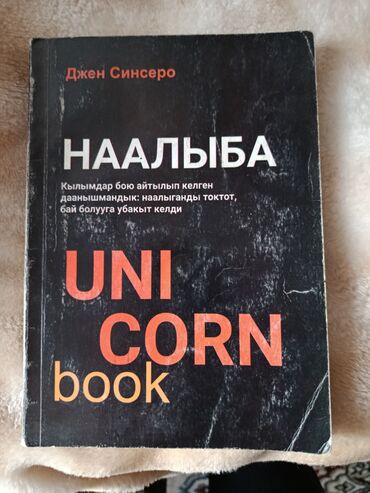 Джен Синсеро
НААЛЫБА
Кылымдар бою айтылып келген
даанышмандык: наалыганды токтот,
бай болууга убакыт келди
UNI
CORN
book